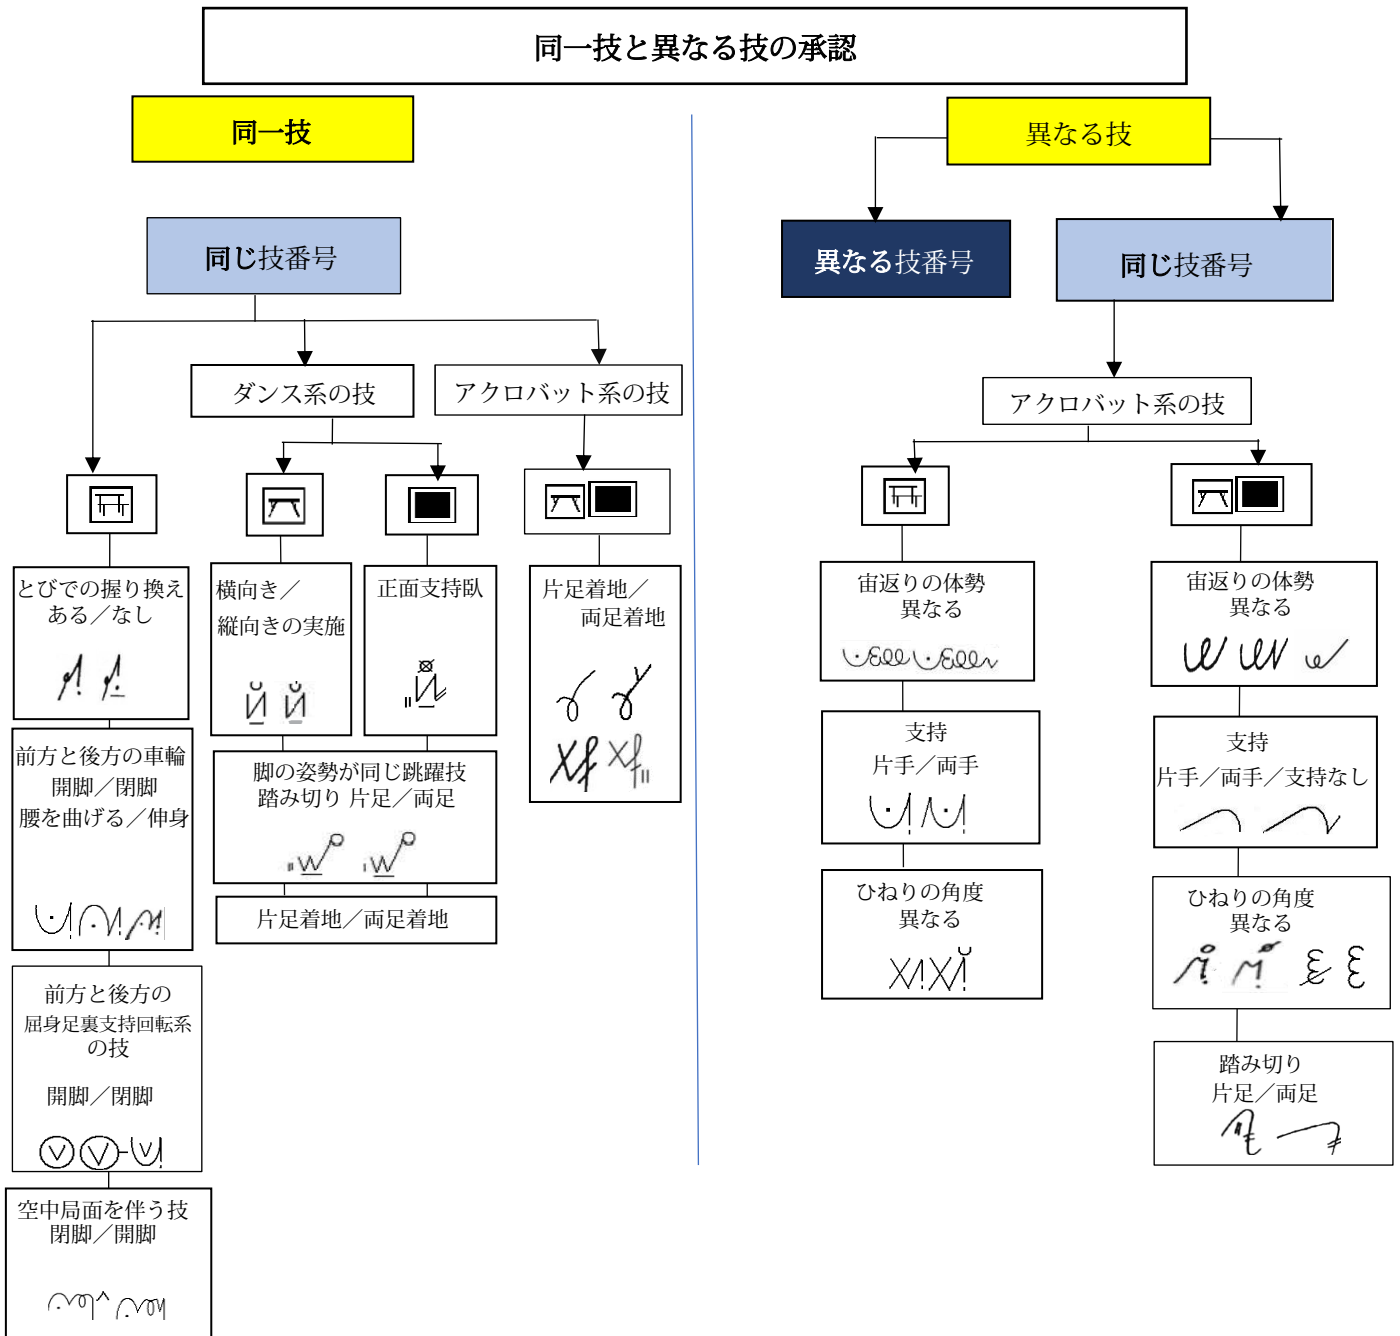 同一技と異なる技の承認
同一技
同じ技番号
ダンス系の技
アクロバット系の技
とびでの握り換え
ある／なし
前方と後方の車輪
開脚／閉脚
腰を曲げる／伸身
前方と後方の
屈身足裏支持回転系
の技
開脚／閉脚
空中局面を伴う技
閉脚／開脚
横向き／
縦向きの実施
正面支持臥
脚の姿勢が同じ跳躍技
踏み切り 片足／両足
片足着地／両足着地
片足着地／
両足着地
異なる技
異なる技番号
同じ技番号
アクロバット系の技
宙返りの体勢
異なる
支持
片手／両手
ひねりの角度
異なる
宙返りの体勢
異なる
支持
片手／両手／支持なし
ひねりの角度
異なる
踏み切り
片足／両足